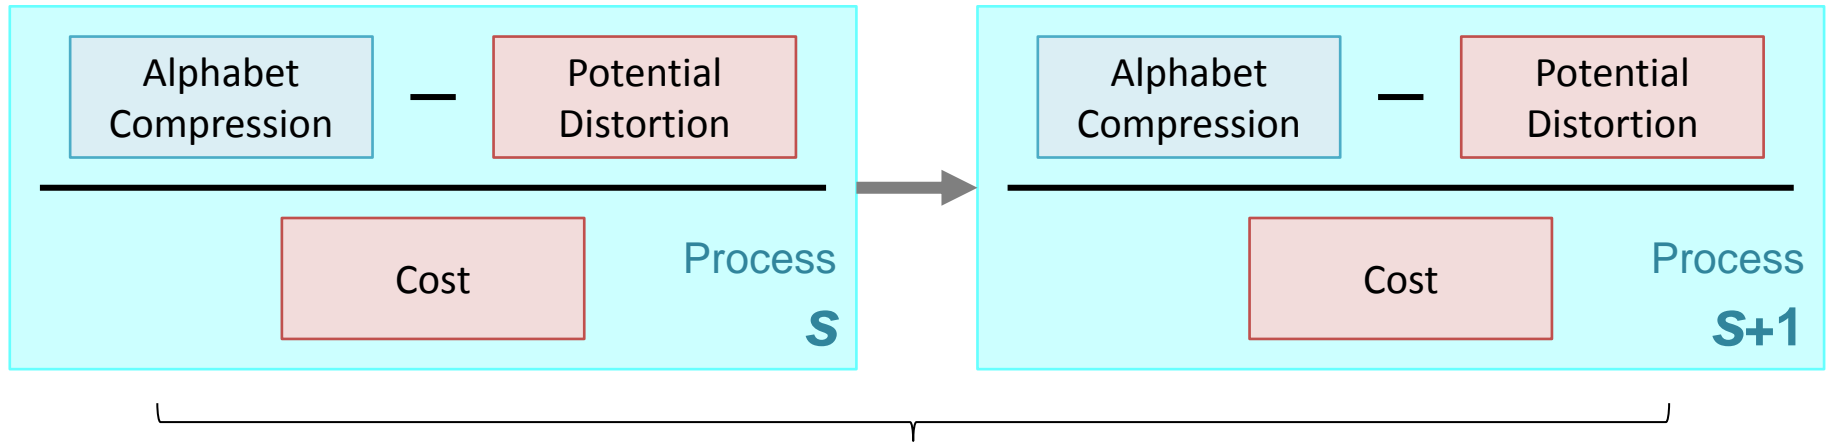 Alphabet
Compression
—
Potential
Distortion
Cost
Process
s
Alphabet
Compression
—
Potential
Distortion
Cost
Process
s+1